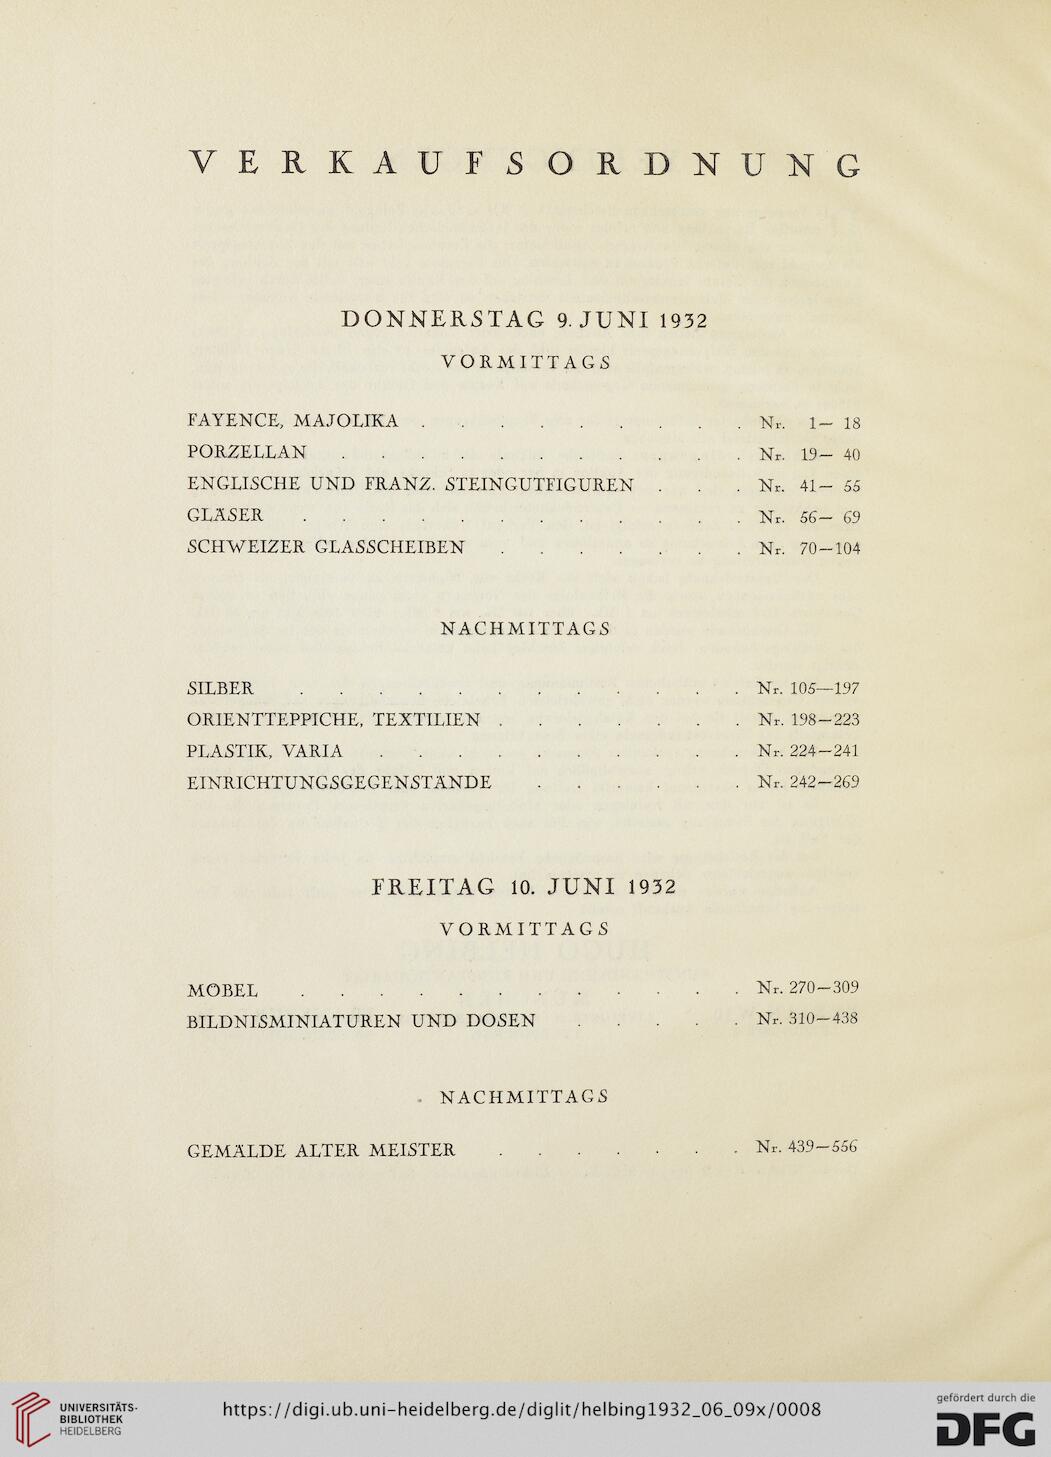 VERKAUFSORDNUNG
DONNERSTAG 9. JUNI 1932
VORMITTAGS
FAYENCE, MAJOLIKA . . . . . . . . . Nr. 1— 18
PORZELLAN . . . . . . . . . . . Nr. 19— 40
ENGLISCHE UND FRANZ. STEINGUTFIGUREN . . . Nr. 41— 55
GLÄSER . . . . . . . . . . . . Nr. 56— 69
SCHWEIZER GLASSCHEIBEN . . . . . . . Nr. 70—104
NACHMITTAGS
SILBER . . . . . . . . . . . . Nr. 105—197
ORIENTTEPPICHE, TEXTILIEN . . . . . . . Nr. 198—223
PLASTIK, VARIA . . . . . . . . . . Nr. 224—241
EINRICHTUNGSGEGENSTÄNDE . . . . . . Nr. 242—269
FREITAG 10. JUNI 1932
VORMITTAGS
MÖBEL . . . . . . . . . . . . Nr. 270—309
BILDNISMINIATUREN UND DOSEN . . . . . Nr. 310—438
NACHMITTAGS
GEMÄLDE ALTER MEISTER . . . . . . . Nr. 439—556
UNIVERSITÄTS-
BIBLIOTHEK
HEIDELBERG
https://digi.ub.uni-heidelberg.de/diglit/helbing1932_06_09x/0008
gefördert durch die
DFG